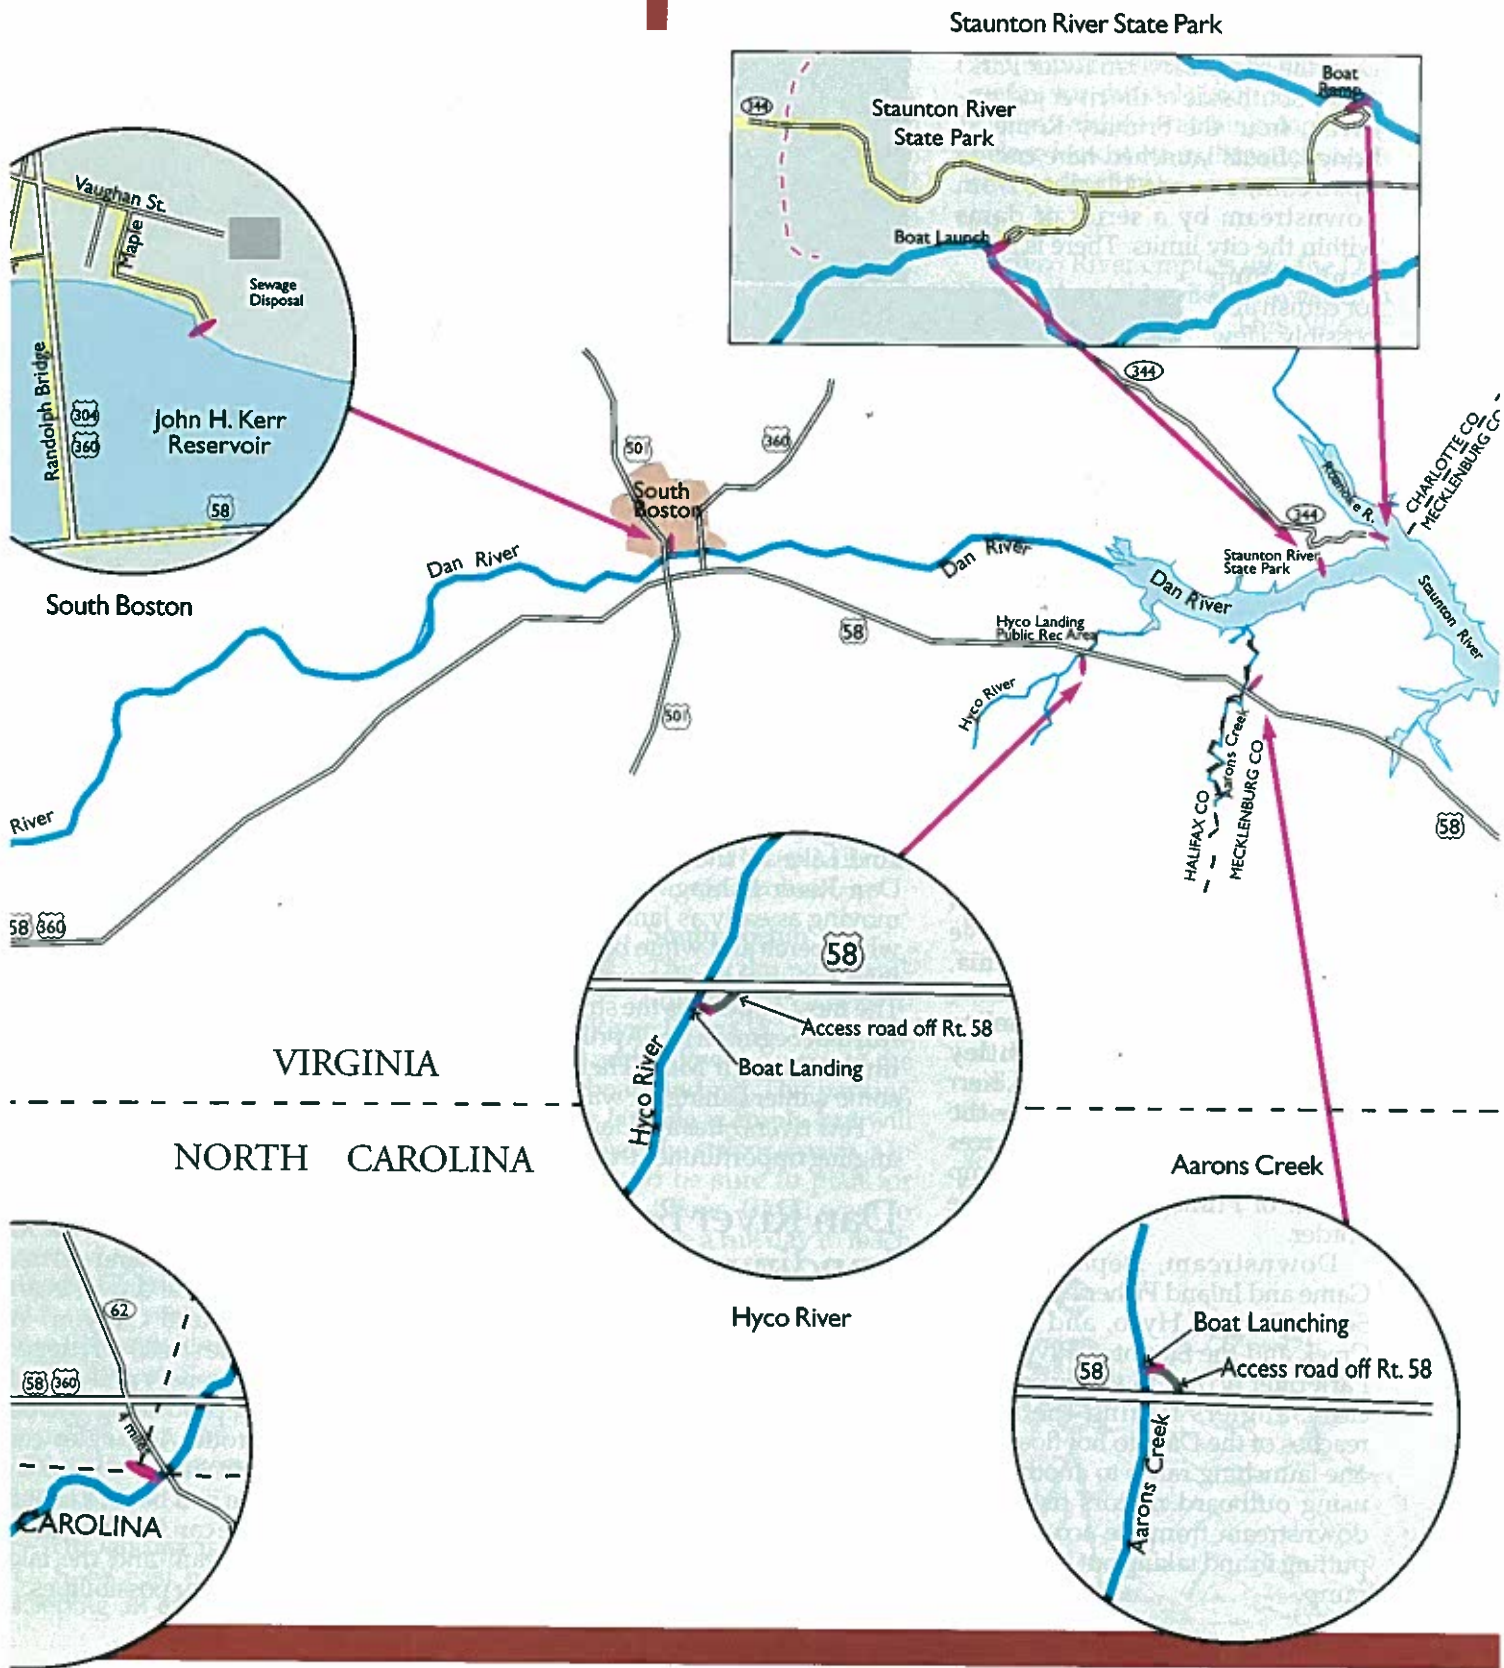 Staunton River State Park
Boat
Ramp
344
Staunton River
State Park
Boat Launch
Vaughan St.
Maple
Sewage
Disposal
Randolph Bridge
304
360
John H. Kerr
Reservoir
58
South Boston
501
360
South
Boston
344
Roanoke R.
CHARLOTTE CO
MECKLENBURG CO
344
Staunton River
State Park
Dan River
Dan River
Dan River
Staunton River
Hyco Landing
Public Rec Area
58
Hyco River
501
Aarons Creek
HALIFAX CO
MECKLENBURG CO
58
River
58 360
58
Access road off Rt. 58
Boat Landing
Hyco River
Hyco River
VIRGINIA
NORTH CAROLINA
Aarons Creek
Boat Launching
58
Access road off Rt. 58
Aarons Creek
62
58 360
4 miles
CAROLINA